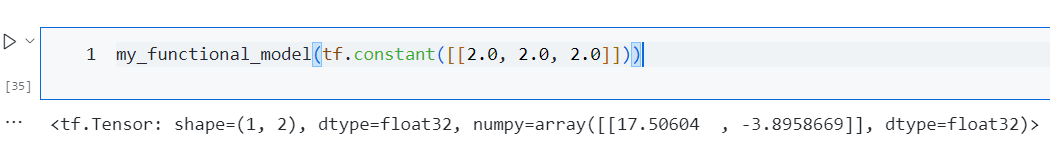 1 my_functional_model(tf.constant([[2.0, 2.0, 2.0]]))
[35]
... <tf.Tensor: shape=(1, 2), dtype=float32, numpy=array([[17.50604  , -3.8958669]], dtype=float32)>